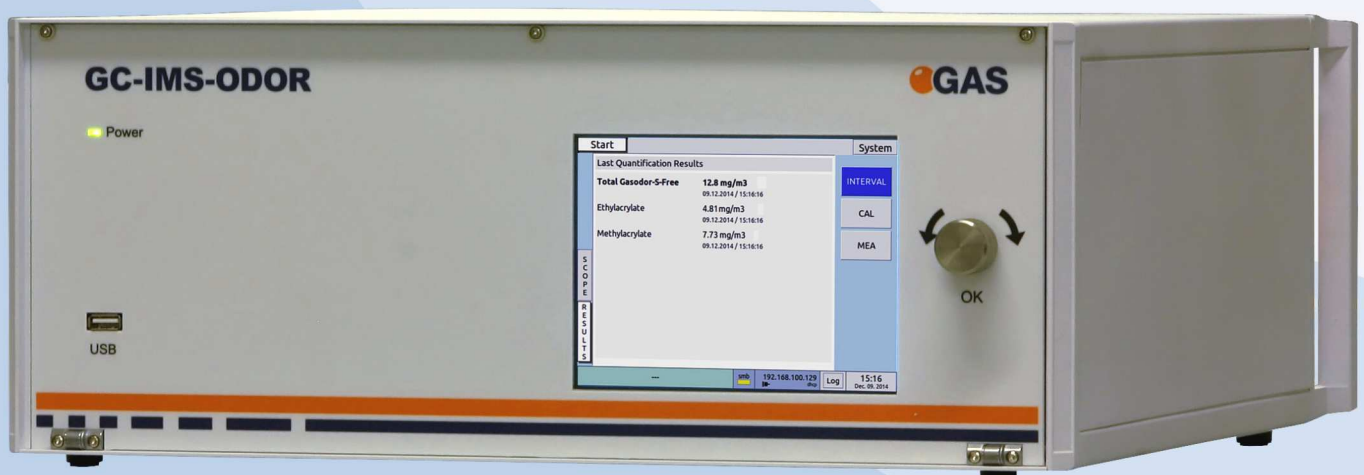 GC-IMS-ODOR
GAS
Power
Start
System
Last Quantification Results
Total Gasodor-S-Free 12.8 mg/m3
09.12.2014 / 15:16:16
Ethylacrylate 4.81 mg/m3
09.12.2014 / 15:16:16
Methylacrylate 7.73 mg/m3
09.12.2014 / 15:16:16
INTERVAL
CAL
MEA
SCOPE
RESULTS
OK
USB
---
smb
192.168.100.129
dhcp
Log
15:16
Dec. 09. 2014